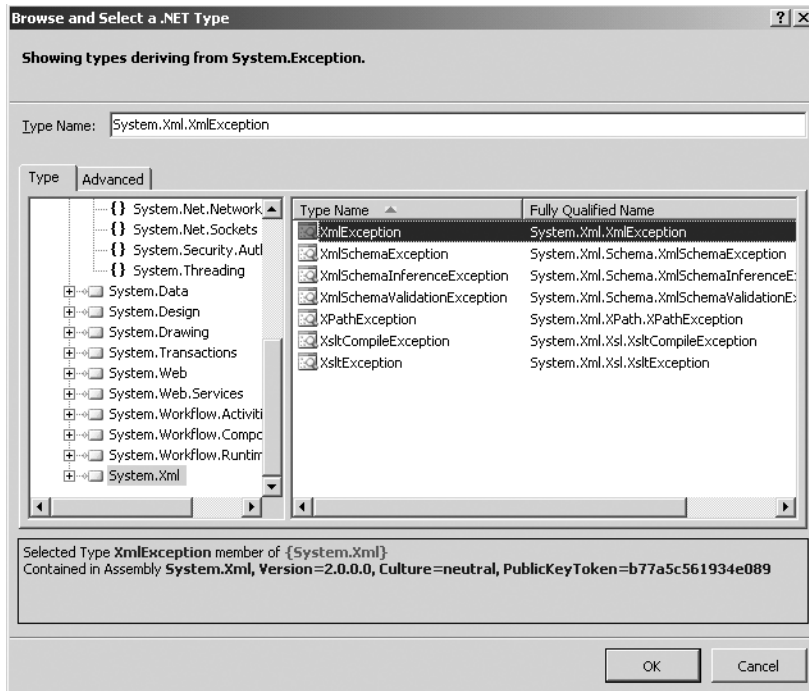 Browse and Select a .NET Type
Showing types deriving from System.Exception.
Type Name: System.Xml.XmlException
Type Advanced
{} System.Net.Network
{} System.Net.Sockets
{} System.Security.Aut
{} System.Threading
System.Data
System.Design
System.Drawing
System.Transactions
System.Web
System.Web.Services
System.Workflow.Activiti
System.Workflow.Compo
System.Workflow.Runtim
System.Xml
Type Name Fully Qualified Name
XmlException System.Xml.XmlException
XmlSchemaException System.Xml.Schema.XmlSchemaException
XmlSchemaInferenceException System.Xml.Schema.XmlSchemaInferenceE
XmlSchemaValidationException System.Xml.Schema.XmlSchemaValidationE
XPathException System.Xml.XPath.XPathException
XsltCompileException System.Xml.Xsl.XsltCompileException
XsltException System.Xml.Xsl.XsltException
Selected Type XmlException member of {System.Xml}
Contained in Assembly System.Xml, Version=2.0.0.0, Culture=neutral, PublicKeyToken=b77a5c561934e089
OK Cancel